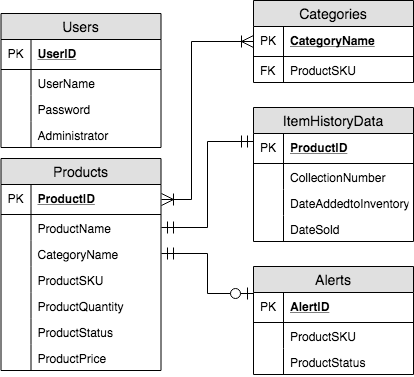 Users
PK UserID
UserName
Password
Administrator
Products
PK ProductID
ProductName
CategoryName
ProductSKU
ProductQuantity
ProductStatus
ProductPrice
Categories
PK CategoryName
FK ProductSKU
ItemHistoryData
PK ProductID
CollectionNumber
DateAddedtoInventory
DateSold
Alerts
PK AlertID
ProductSKU
ProductStatus